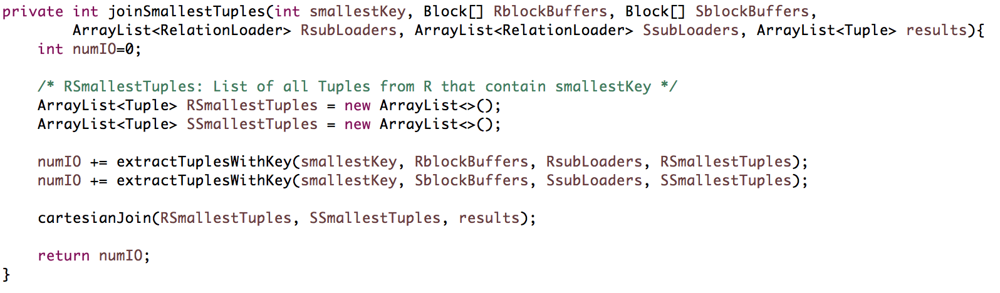 private int joinSmallestTuples(int smallestKey, Block[] RblockBuffers, Block[] SblockBuffers,
        ArrayList<RelationLoader> RsubLoaders, ArrayList<RelationLoader> SsubLoaders, ArrayList<Tuple> results){
    int numIO=0;

    /* RSmallestTuples: List of all Tuples from R that contain smallestKey */
    ArrayList<Tuple> RSmallestTuples = new ArrayList<>();
    ArrayList<Tuple> SSmallestTuples = new ArrayList<>();

    numIO += extractTuplesWithKey(smallestKey, RblockBuffers, RsubLoaders, RSmallestTuples);
    numIO += extractTuplesWithKey(smallestKey, SblockBuffers, SsubLoaders, SSmallestTuples);

    cartesianJoin(RSmallestTuples, SSmallestTuples, results);

    return numIO;
}